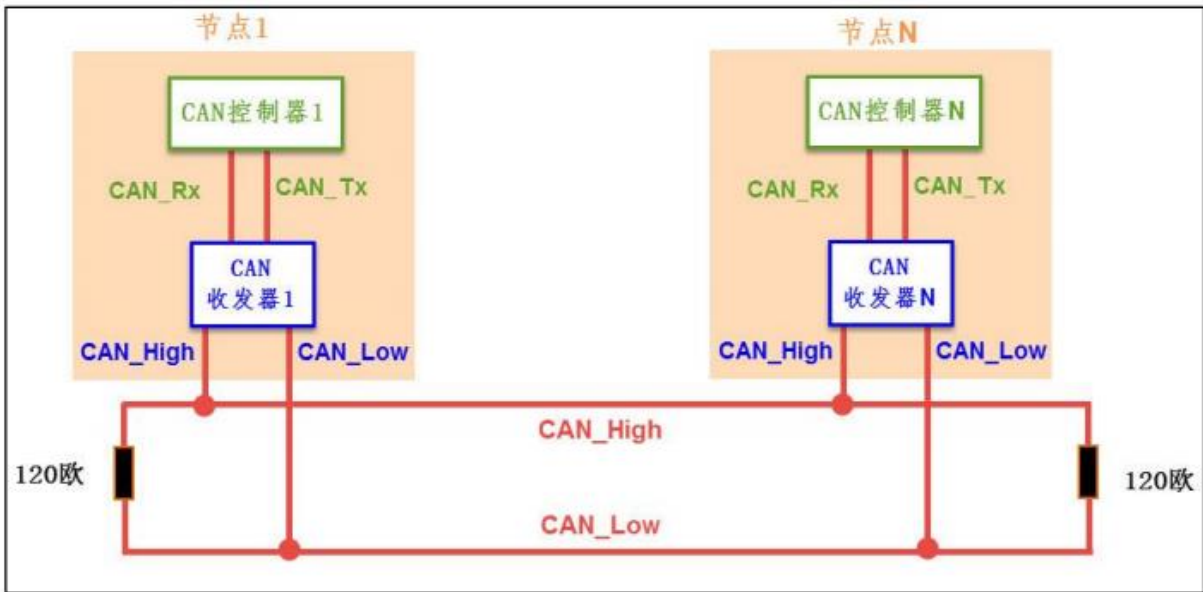 节点1
节点N
CAN控制器1
CAN控制器N
CAN_Rx
CAN_Tx
CAN_Rx
CAN_Tx
CAN
收发器1
CAN
收发器N
CAN_High
CAN_Low
CAN_High
CAN_Low
CAN_High
120欧
120欧
CAN_Low